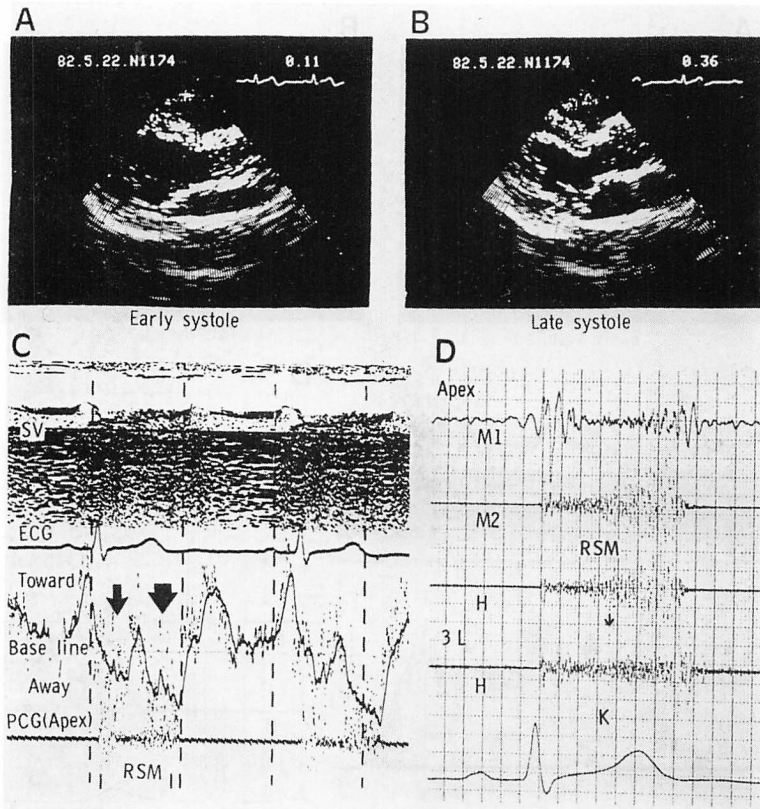 A
82.5.22.N1174
0.11
Early systole
B
82.5.22.N1174
0.36
Late systole
C
SV
ECG
Toward
Base line
Away
PCG(Apex)
I
RSM
II
D
Apex
M1
M2
RSM
H
3 L
H
K